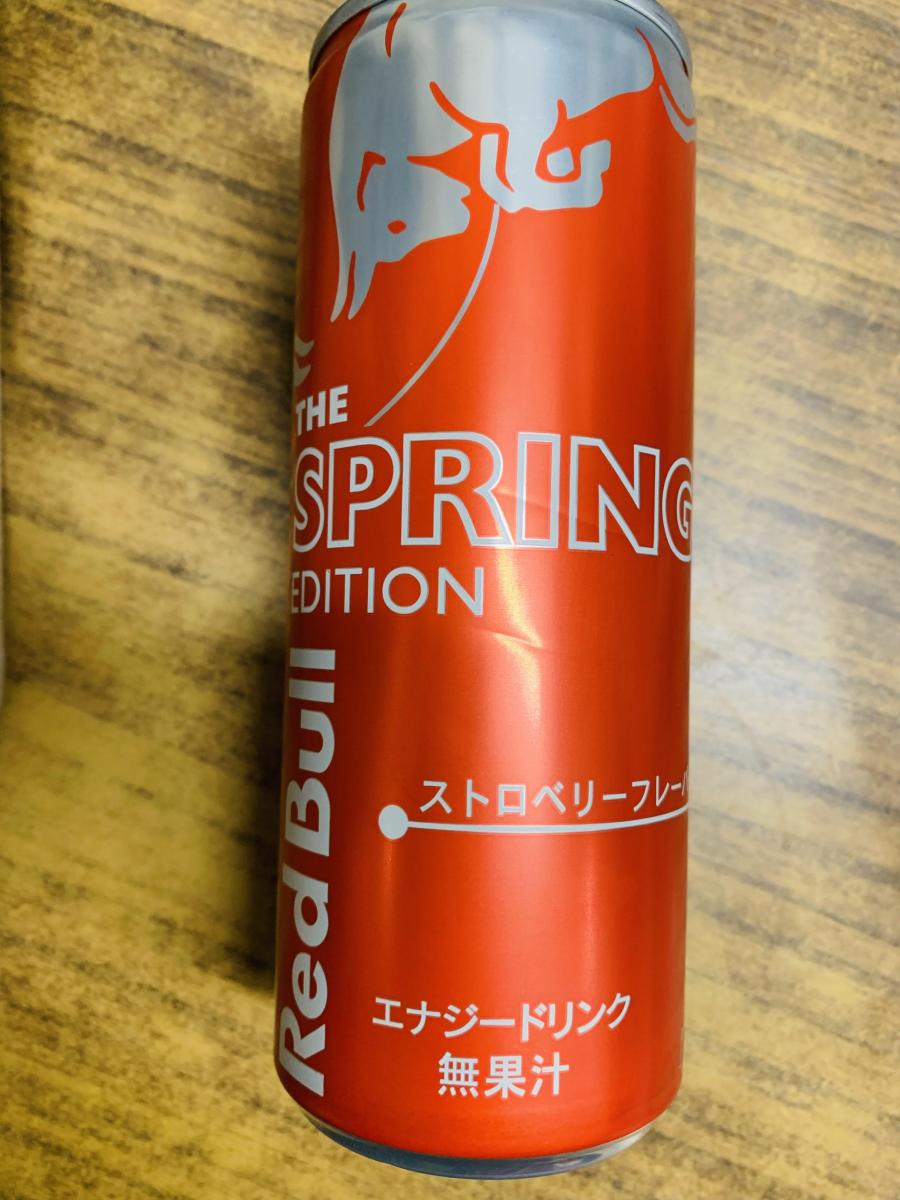 THE
SPRING
EDITION
Red Bull
ストロベリーフレー
エナジードリンク
無果汁